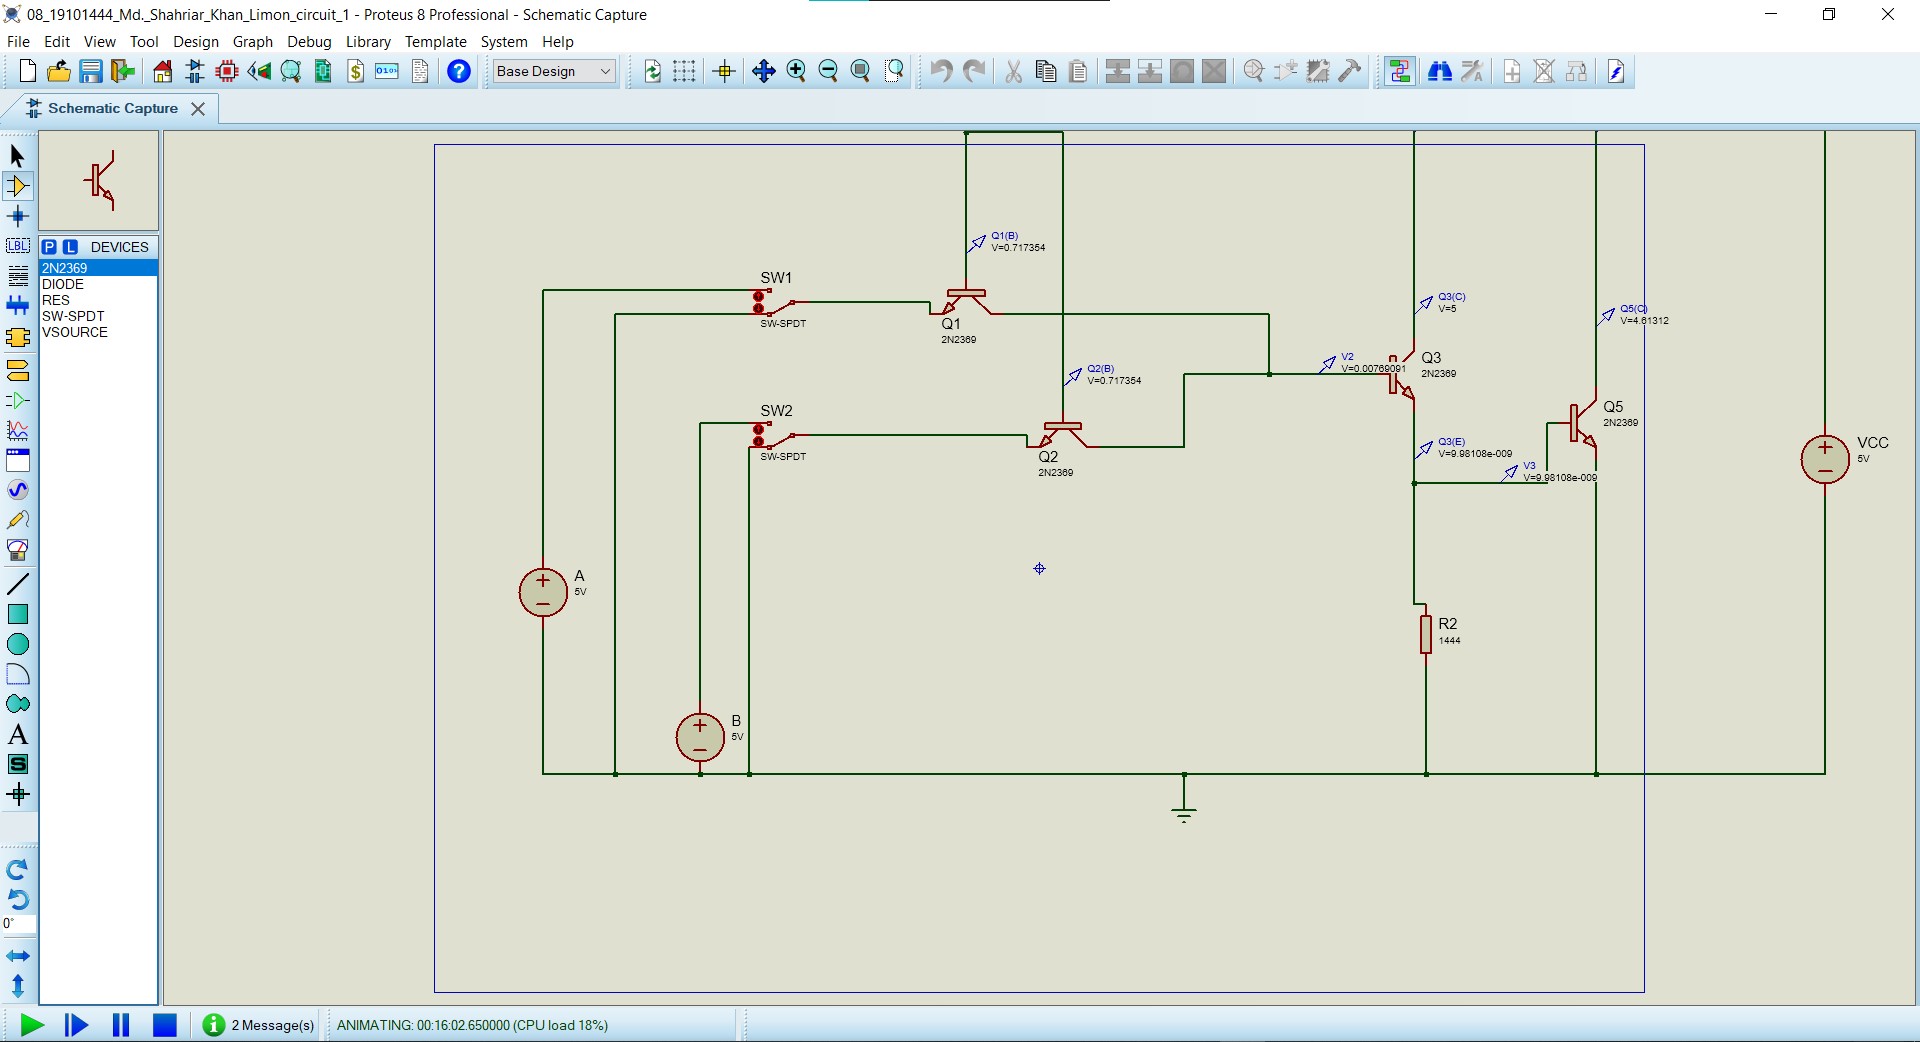 08_19101444_Md._Shahriar_Khan_Limon_circuit_1 - Proteus 8 Professional - Schematic Capture
File Edit View Tool Design Graph Debug Library Template System Help
Base Design
Schematic Capture
P L DEVICES
2N2369
DIODE
RES
SW-SPDT
VSOURCE
LBL
A
S
0°
Q1(B)
V=0.717354
SW1
SW-SPDT
Q1
2N2369
Q2(B)
V=0.717354
SW2
SW-SPDT
Q2
2N2369
V2
V=0.00769091
Q3(C)
V=5
Q3
2N2369
Q3(E)
V=9.98108e-009
V3
V=9.98108e-009
Q5(C)
V=4.61312
Q5
2N2369
VCC
5V
A
5V
B
5V
R2
1444
2 Message(s)
ANIMATING: 00:16:02.650000 (CPU load 18%)